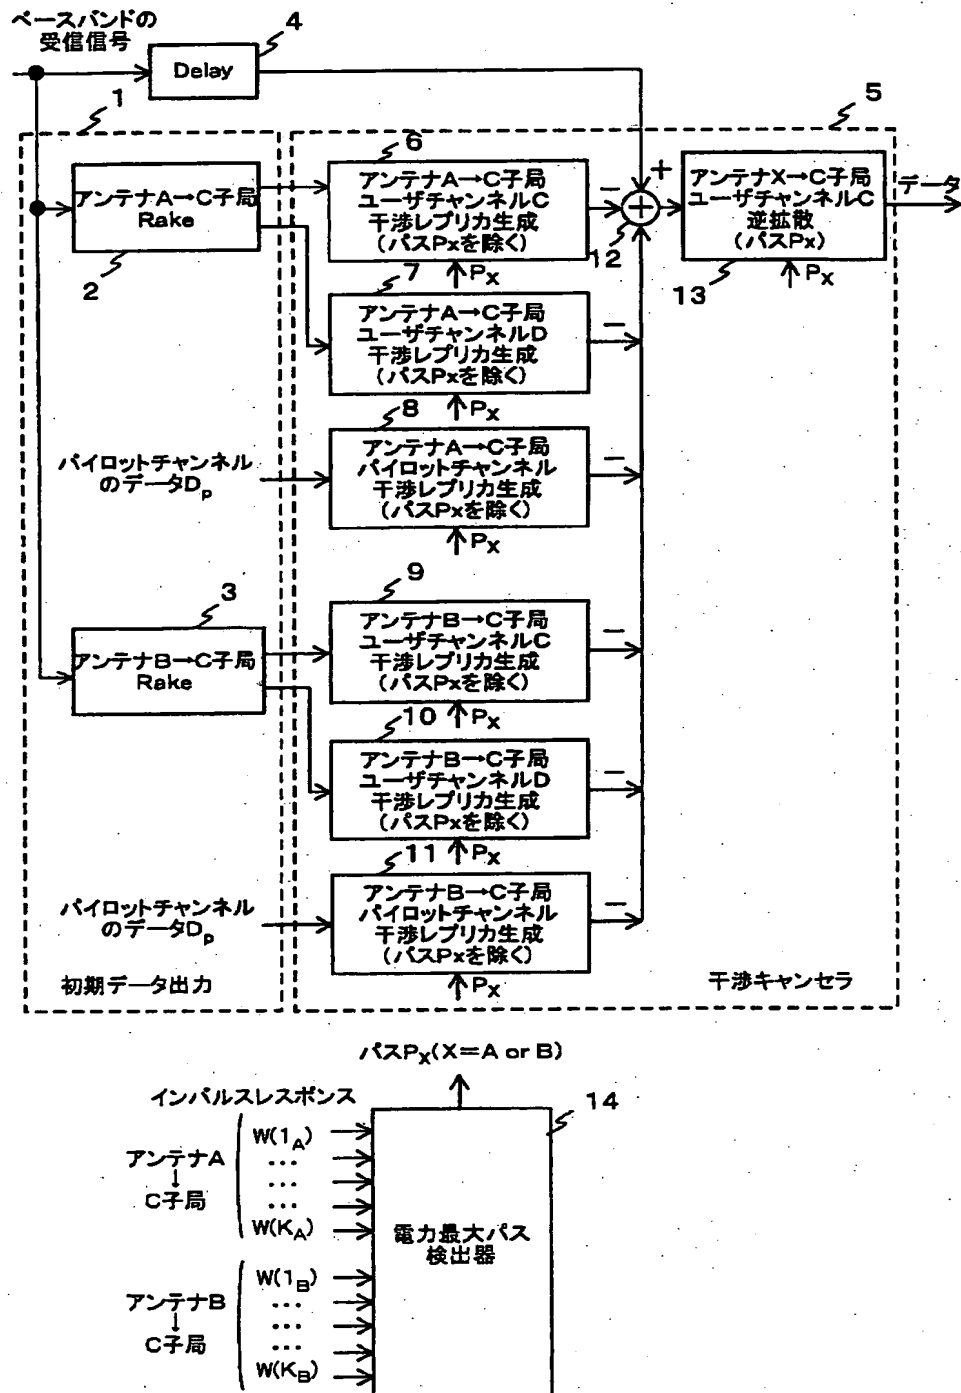 ベースバンドの
受信信号
4
Delay
1
5
アンテナA→C子局
Rake
2
6
アンテナA→C子局
ユーザチャンネルC
干渉レプリカ生成
(パスPxを除く)
Px
−
+
12
アンテナX→C子局
ユーザチャンネルC
逆拡散
(パスPx)
データ
13
Px
7
アンテナA→C子局
ユーザチャンネルD
干渉レプリカ生成
(パスPxを除く)
Px
−
8
パイロットチャンネル
のデータDp
アンテナA→C子局
パイロットチャンネル
干渉レプリカ生成
(パスPxを除く)
Px
−
3
アンテナB→C子局
Rake
9
アンテナB→C子局
ユーザチャンネルC
干渉レプリカ生成
(パスPxを除く)
Px
−
10
アンテナB→C子局
ユーザチャンネルD
干渉レプリカ生成
(パスPxを除く)
Px
−
11
パイロットチャンネル
のデータDp
アンテナB→C子局
パイロットチャンネル
干渉レプリカ生成
(パスPxを除く)
Px
−
初期データ出力
干渉キャンセラ
パスPx(X=A or B)
インパルスレスポンス
14
アンテナA
↓
C子局
W(1A)
...
...
...
W(KA)
電力最大パス
検出器
アンテナB
↓
C子局
W(1B)
...
...
...
W(KB)